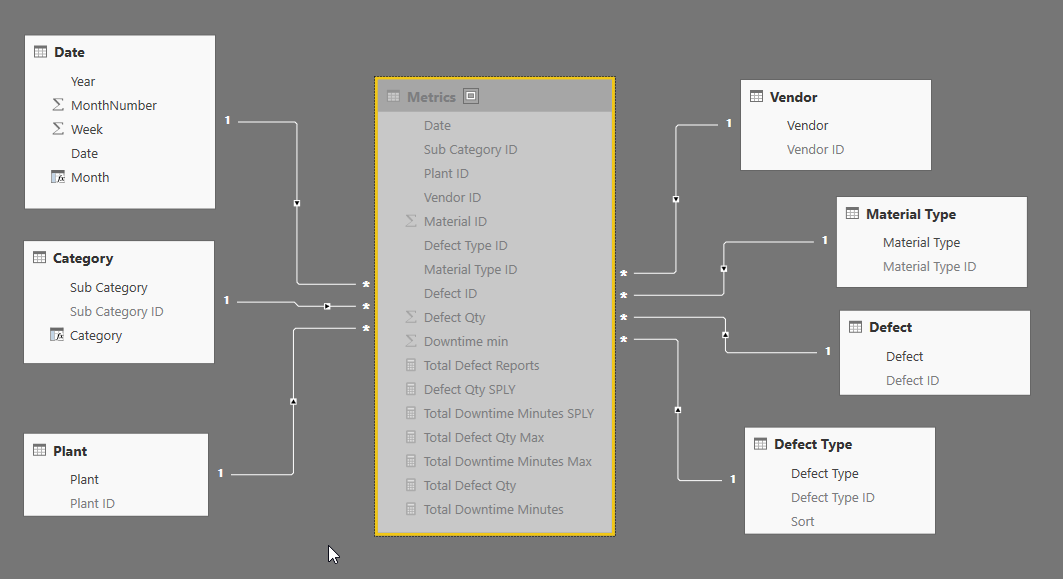 Date
Year
MonthNumber
Week
Date
Month
1
Category
Sub Category
Sub Category ID
Category
1
Plant
Plant
Plant ID
1
Metrics
Date
Sub Category ID
Plant ID
Vendor ID
Material ID
Defect Type ID
Material Type ID
Defect ID
Defect Qty
Downtime min
Total Defect Reports
Defect Qty SPLY
Total Downtime Minutes SPLY
Total Defect Qty Max
Total Downtime Minutes Max
Total Defect Qty
Total Downtime Minutes
*
*
*
*
*
*
*
1
Vendor
Vendor
Vendor ID
1
Material Type
Material Type
Material Type ID
1
Defect
Defect
Defect ID
1
Defect Type
Defect Type
Defect Type ID
Sort